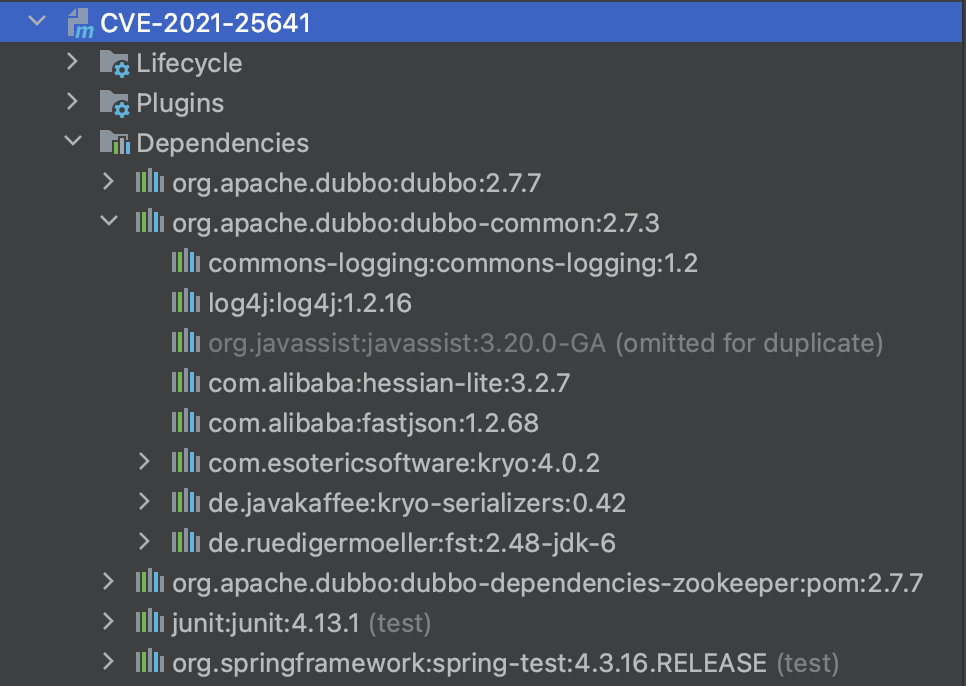 CVE-2021-25641
Lifecycle
Plugins
Dependencies
org.apache.dubbo:dubbo:2.7.7
org.apache.dubbo:dubbo-common:2.7.3
commons-logging:commons-logging:1.2
log4j:log4j:1.2.16
org.javassist:javassist:3.20.0-GA (omitted for duplicate)
com.alibaba:hessian-lite:3.2.7
com.alibaba:fastjson:1.2.68
com.esotericsoftware:kryo:4.0.2
de.javakaffee:kryo-serializers:0.42
de.ruedigermoeller:fst:2.48-jdk-6
org.apache.dubbo:dubbo-dependencies-zookeeper:pom:2.7.7
junit:junit:4.13.1 (test)
org.springframework:spring-test:4.3.16.RELEASE (test)